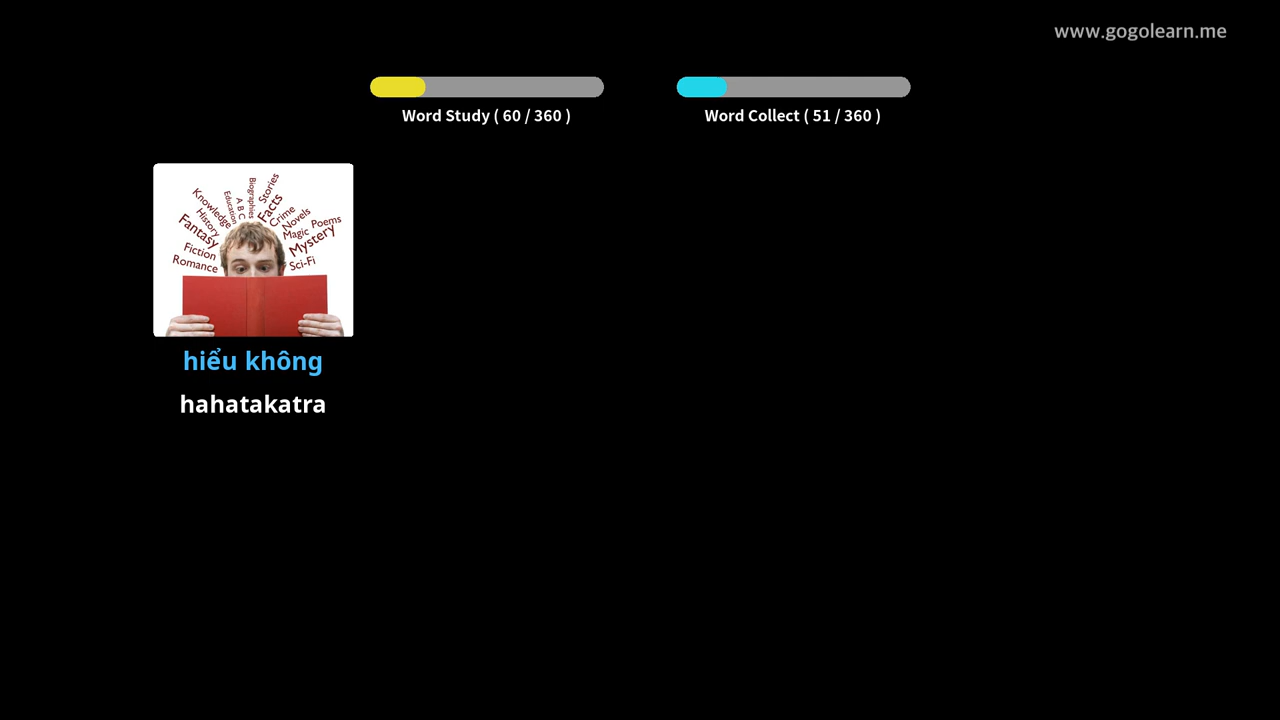 www.gogolearn.me
Word Study ( 60 / 360 )
Word Collect ( 51 / 360 )
Knowledge
History
Fantasy
Fiction
Romance
Education
A B C
Biographies
Stories
Facts
Crime
Novels
Magic
Poems
Mystery
Sci-Fi
hiểu không
hahatakatra